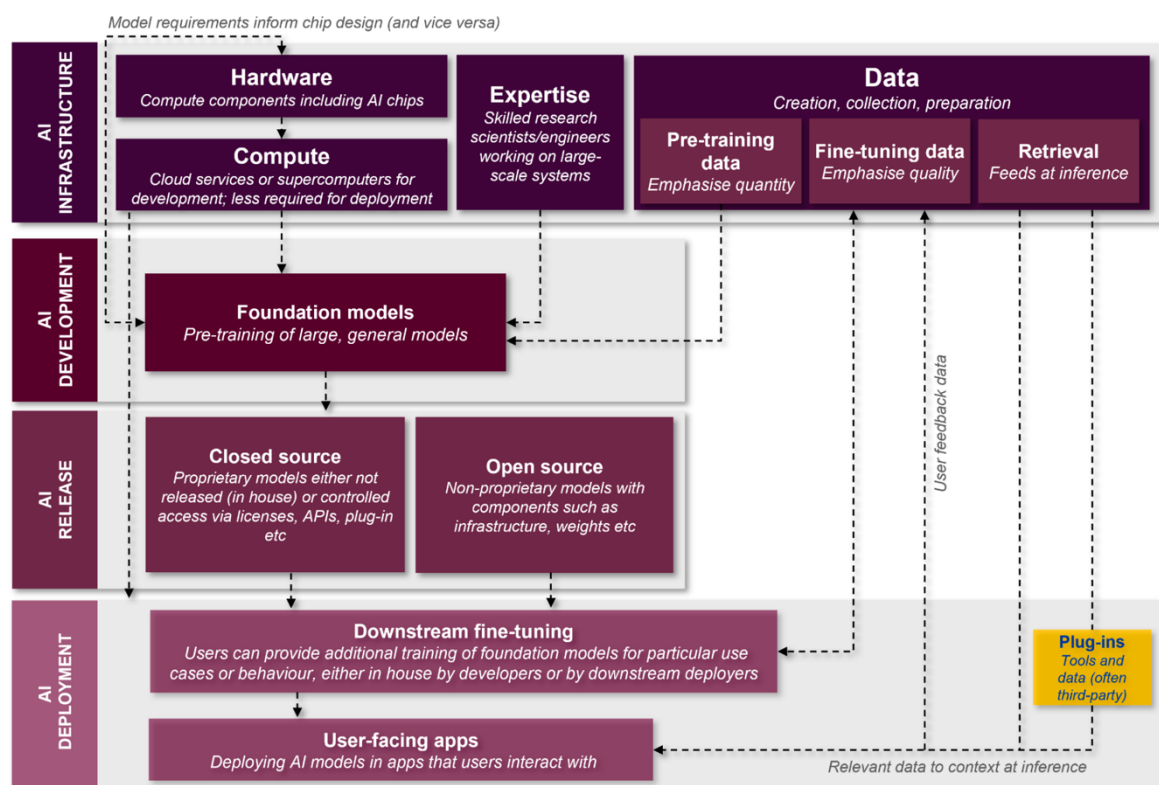 Model requirements inform chip design (and vice versa)
AI
INFRASTRUCTURE
Hardware
Compute components including AI chips
Compute
Cloud services or supercomputers for
development; less required for deployment
Expertise
Skilled research
scientists/engineers
working on large-
scale systems
Data
Creation, collection, preparation
Pre-training
data
Emphasise quantity
Fine-tuning data
Emphasise quality
Retrieval
Feeds at inference
AI
DEVELOPMENT
Foundation models
Pre-training of large, general models
AI
RELEASE
Closed source
Proprietary models either not
released (in house) or controlled
access via licenses, APIs, plug-in
etc
Open source
Non-proprietary models with
components such as
infrastructure, weights etc
User feedback data
AI
DEPLOYMENT
Downstream fine-tuning
Users can provide additional training of foundation models for particular use
cases or behaviour, either in house by developers or by downstream deployers
Plug-ins
Tools and
data (often
third-party)
User-facing apps
Deploying AI models in apps that users interact with
Relevant data to context at inference